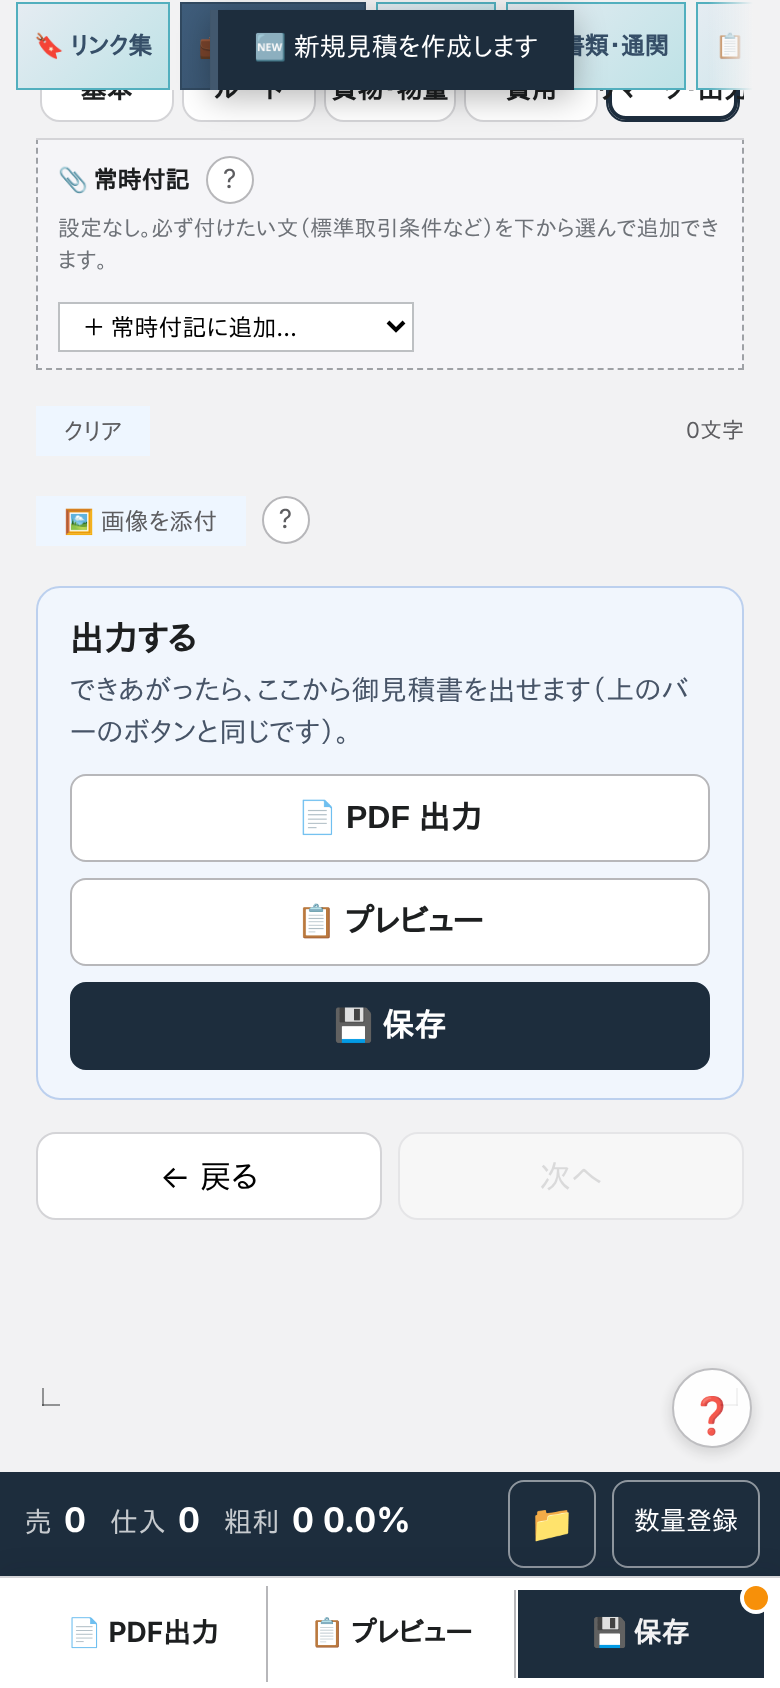 🔖 リンク集
🆕 新規見積を作成します
書類・通関
📋
基本
ルート
貨物・物量
費用
📎 常時付記 ?
設定なし。必ず付けたい文（標準取引条件など）を下から選んで追加でき
ます。
＋ 常時付記に追加...
クリア
0文字
🖼️ 画像を添付 ?
出力する
できあがったら、ここから御見積書を出せます（上のバ
ーのボタンと同じです）。
📄 PDF 出力
📋 プレビュー
💾 保存
← 戻る
次へ
❓
売 0 仕入 0 粗利 0 0.0%
📁
数量登録
📄 PDF出力
📋 プレビュー
💾 保存